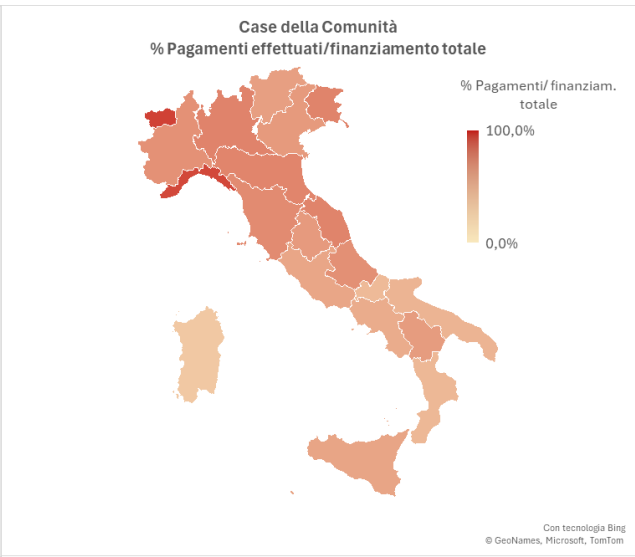 Case della Comunità
% Pagamenti effettuati/finanziamento totale
% Pagamenti/ finanziam.
totale
100,0%
0,0%
Con tecnologia Bing
© GeoNames, Microsoft, TomTom